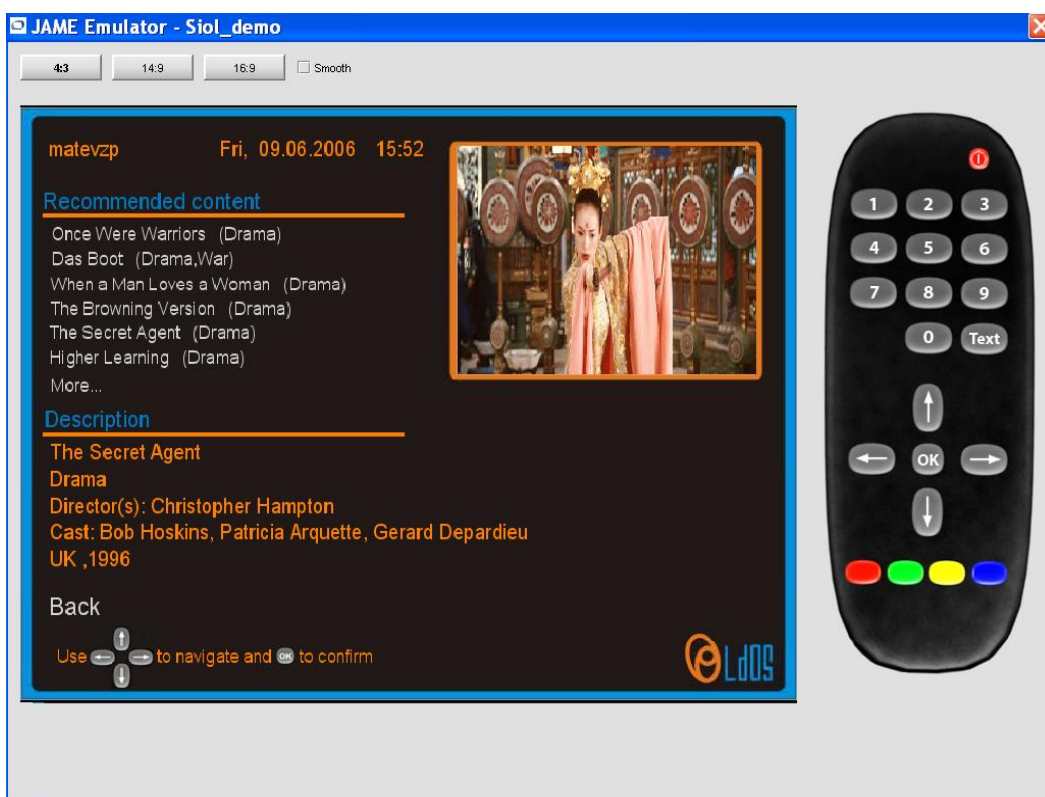 JAME Emulator - Siol_demo
4:3 14:9 16:9 Smooth
matevzp Fri, 09.06.2006 15:52
Recommended content
Once Were Warriors (Drama)
Das Boot (Drama,War)
When a Man Loves a Woman (Drama)
The Browning Version (Drama)
The Secret Agent (Drama)
Higher Learning (Drama)
More...
Description
The Secret Agent
Drama
Director(s): Christopher Hampton
Cast: Bob Hoskins, Patricia Arquette, Gerard Depardieu
UK ,1996
Back
Use to navigate and OK to confirm
LdOS
1 2 3
4 5 6
7 8 9
0 Text
OK